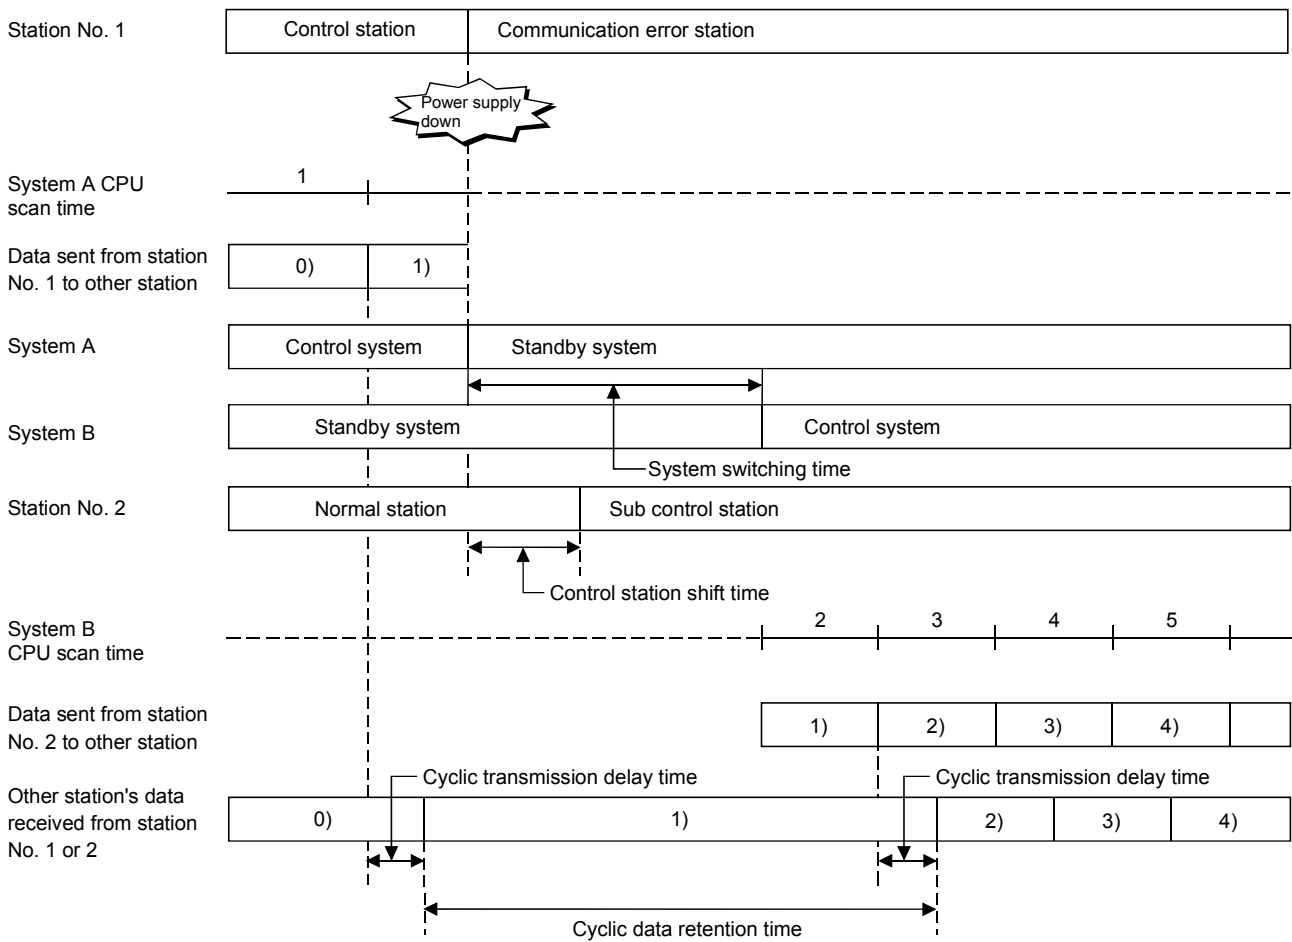 Station No. 1
Control station
Communication error station
Power supply
down
System A CPU
scan time
1
Data sent from station
No. 1 to other station
0)
1)
System A
Control system
Standby system
System B
Standby system
Control system
System switching time
Station No. 2
Normal station
Sub control station
Control station shift time
System B
CPU scan time
2
3
4
5
Data sent from station
No. 2 to other station
1)
2)
3)
4)
Cyclic transmission delay time
Cyclic transmission delay time
Other station's data
received from station
No. 1 or 2
0)
1)
2)
3)
4)
Cyclic data retention time